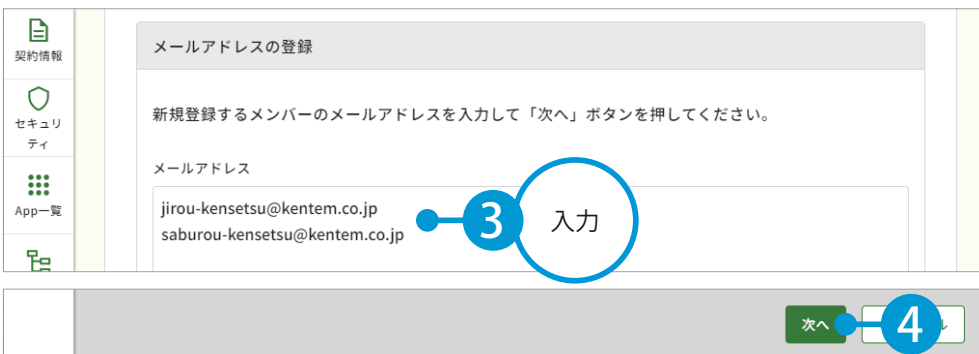 契約情報
セキュリ
ティ
App一覧
メールアドレスの登録
新規登録するメンバーのメールアドレスを入力して「次へ」ボタンを押してください。
メールアドレス
jirou-kensetsu@kentem.co.jp
saburou-kensetsu@kentem.co.jp
3
入力
次へ
4
ル